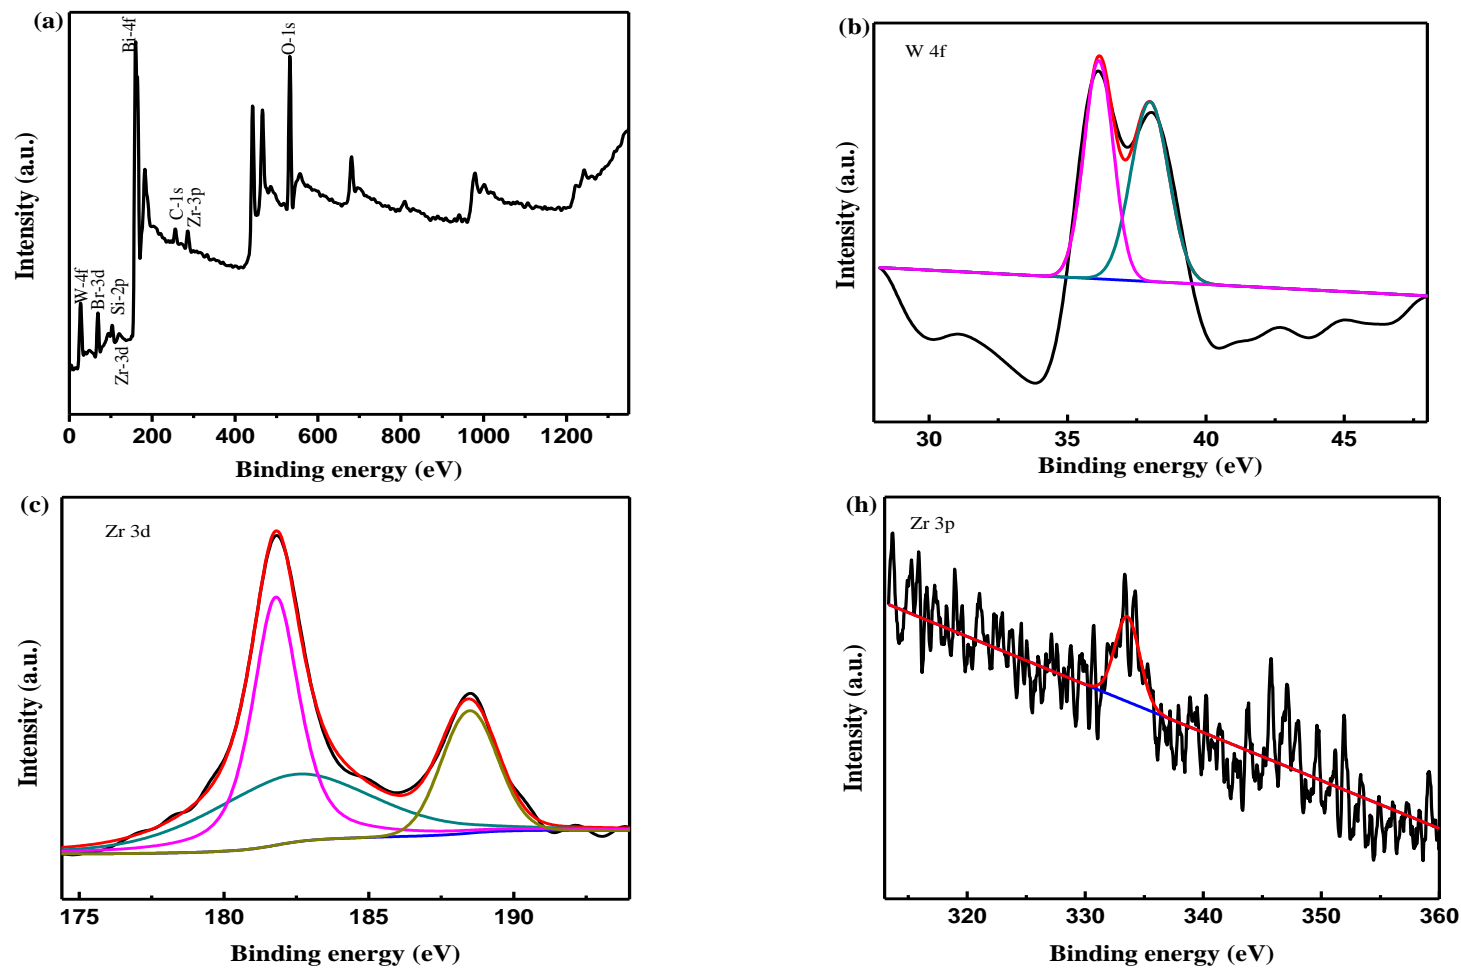 (a)
Bi-4f
O-1s
C-1s
Zr-3p
W-4f
Br-3d
Si-2p
Zr-3d
Intensity (a.u.)
0 200 400 600 800 1000 1200
Binding energy (eV)
(b)
W 4f
Intensity (a.u.)
30 35 40 45
Binding energy (eV)
(c)
Zr 3d
Intensity (a.u.)
175 180 185 190
Binding energy (eV)
(h)
Zr 3p
Intensity (a.u.)
320 330 340 350 360
Binding energy (eV)